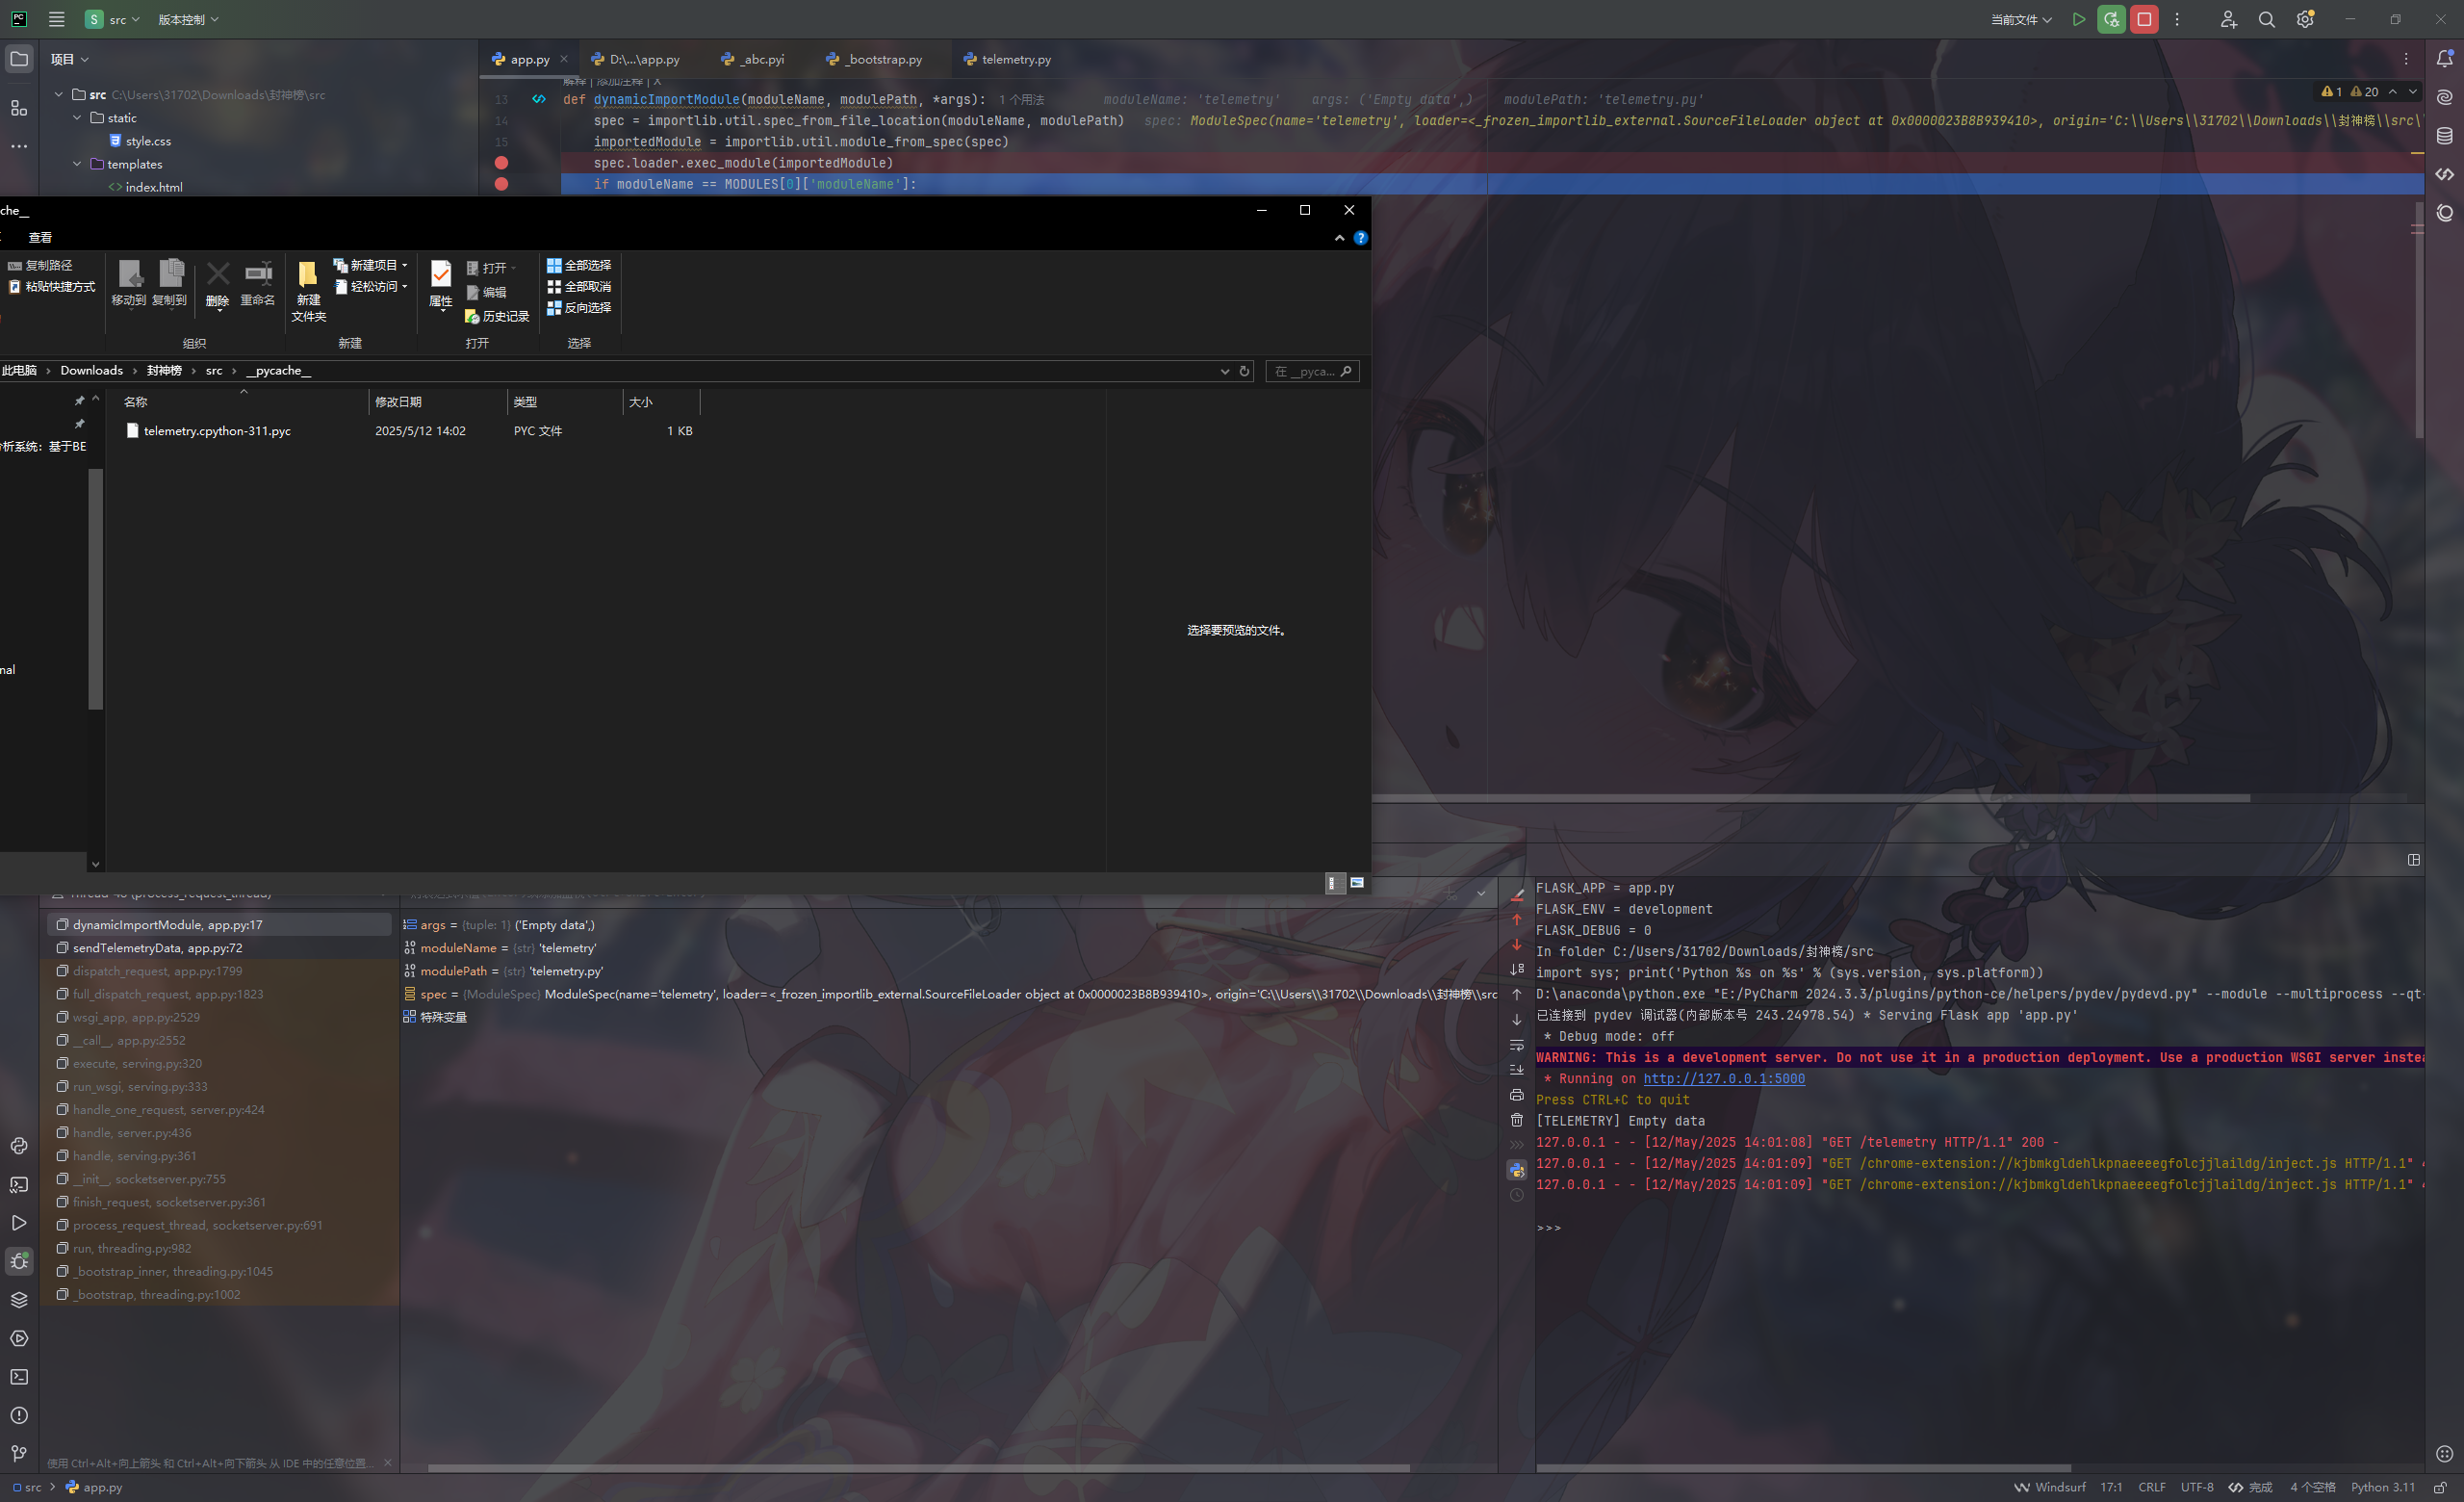 PC
S src
版本控制
当前文件
项目
app.py
D:\...\app.py
_abc.pyi
_bootstrap.py
telemetry.py
src C:\Users\31702\Downloads\封神榜\src
static
style.css
templates
index.html
解释 | 添加注释 | X
13 def dynamicImportModule(moduleName, modulePath, *args): 1 个用法 moduleName: 'telemetry' args: ('Empty data',) modulePath: 'telemetry.py'
14 spec = importlib.util.spec_from_file_location(moduleName, modulePath) spec: ModuleSpec(name='telemetry', loader=<_frozen_importlib_external.SourceFileLoader object at 0x0000023B8B939410>, origin='C:\\Users\\31702\\Downloads\\封神榜\\src\
15 importedModule = importlib.util.module_from_spec(spec)
spec.loader.exec_module(importedModule)
if moduleName == MODULES[0]['moduleName']:
1 20
che__
查看
复制路径
粘贴快捷方式
移动到
复制到
删除
重命名
新建
文件夹
新建项目
轻松访问
属性
打开
编辑
历史记录
全部选择
全部取消
反向选择
组织
新建
打开
选择
此电脑 › Downloads › 封神榜 › src › __pycache__
在 __pyca...
名称 修改日期 类型 大小
telemetry.cpython-311.pyc 2025/5/12 14:02 PYC 文件 1 KB
析系统：基于BE
nal
选择要预览的文件。
dynamicImportModule, app.py:17
sendTelemetryData, app.py:72
dispatch_request, app.py:1799
full_dispatch_request, app.py:1823
wsgi_app, app.py:2529
__call__, app.py:2552
execute, serving.py:320
run_wsgi, serving.py:333
handle_one_request, server.py:424
handle, server.py:436
handle, serving.py:361
__init__, socketserver.py:755
finish_request, socketserver.py:361
process_request_thread, socketserver.py:691
run, threading.py:982
_bootstrap_inner, threading.py:1045
_bootstrap, threading.py:1002
使用 Ctrl+Alt+向上箭头 和 Ctrl+Alt+向下箭头 从 IDE 中的任意位置...
args = {tuple: 1} ('Empty data',)
moduleName = {str} 'telemetry'
modulePath = {str} 'telemetry.py'
spec = {ModuleSpec} ModuleSpec(name='telemetry', loader=<_frozen_importlib_external.SourceFileLoader object at 0x0000023B8B939410>, origin='C:\\Users\\31702\\Downloads\\封神榜\\src
特殊变量
FLASK_APP = app.py
FLASK_ENV = development
FLASK_DEBUG = 0
In folder C:/Users/31702/Downloads/封神榜/src
import sys; print('Python %s on %s' % (sys.version, sys.platform))
D:\anaconda\python.exe "E:/PyCharm 2024.3.3/plugins/python-ce/helpers/pydev/pydevd.py" --module --multiprocess --qt-
已连接到 pydev 调试器(内部版本号 243.24978.54) * Serving Flask app 'app.py'
* Debug mode: off
WARNING: This is a development server. Do not use it in a production deployment. Use a production WSGI server inste
* Running on http://127.0.0.1:5000
Press CTRL+C to quit
[TELEMETRY] Empty data
127.0.0.1 - - [12/May/2025 14:01:08] "GET /telemetry HTTP/1.1" 200 -
127.0.0.1 - - [12/May/2025 14:01:09] "GET /chrome-extension://kjbmkgldehlkpnaeeeegfolcjjlaildg/inject.js HTTP/1.1" 4
127.0.0.1 - - [12/May/2025 14:01:09] "GET /chrome-extension://kjbmkgldehlkpnaeeeegfolcjjlaildg/inject.js HTTP/1.1" 4
>>>
src › app.py
Windsurf 17:1 CRLF UTF-8 完成 4 个空格 Python 3.11